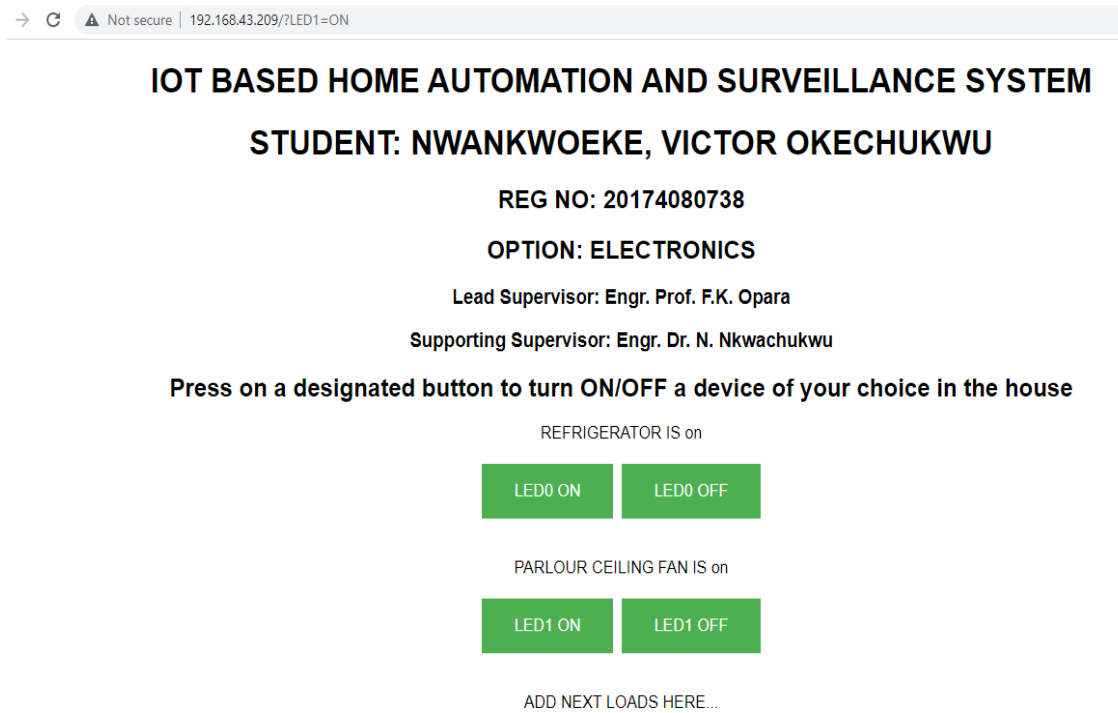 Not secure | 192.168.43.209/?LED1=ON
IOT BASED HOME AUTOMATION AND SURVEILLANCE SYSTEM
STUDENT: NWANKWOEKE, VICTOR OKECHUKWU
REG NO: 20174080738
OPTION: ELECTRONICS
Lead Supervisor: Engr. Prof. F.K. Opara
Supporting Supervisor: Engr. Dr. N. Nkwachukwu
Press on a designated button to turn ON/OFF a device of your choice in the house
REFRIGERATOR IS on
LED0 ON LED0 OFF
PARLOUR CEILING FAN IS on
LED1 ON LED1 OFF
ADD NEXT LOADS HERE...